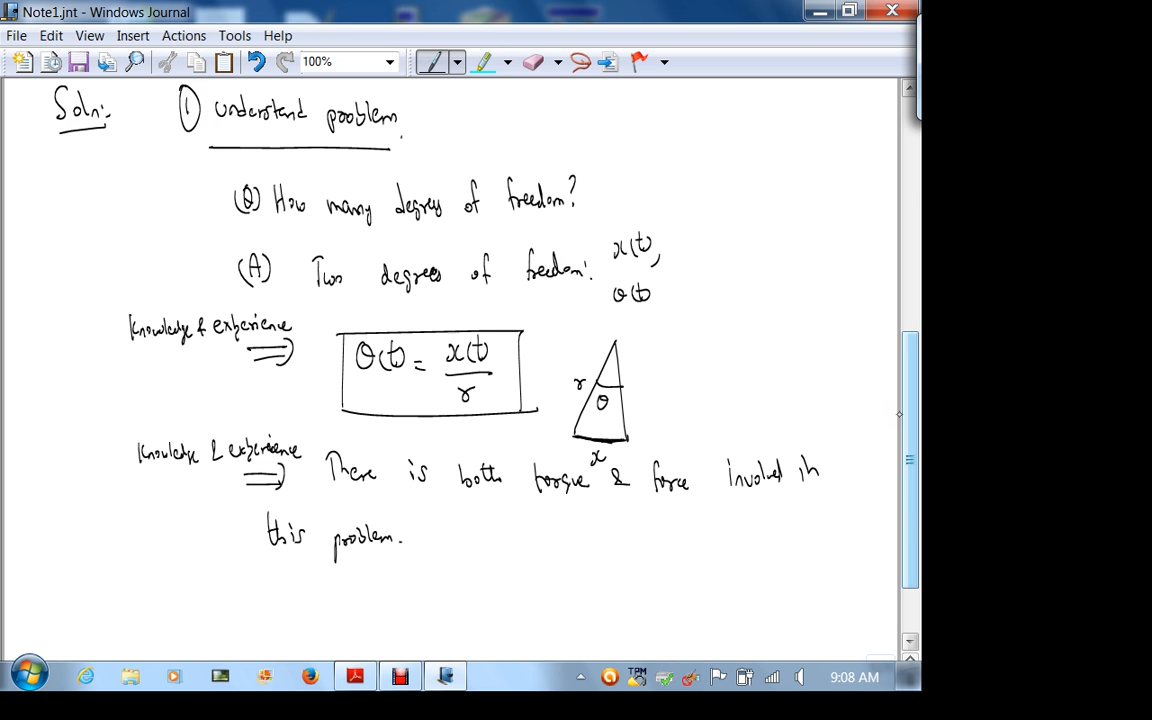 Note1.jnt - Windows Journal
File Edit View Insert Actions Tools Help
100%
Soln: ① understand problem.
(Q) How many degrees of freedom?
(A) Two degrees of freedom: x(t),
θ(t)
Knowledge & experience
⇒ θ(t) = x(t)/r
r
θ
x
Knowledge & experience
⇒ There is both torque & force involved in
this problem.
9:08 AM